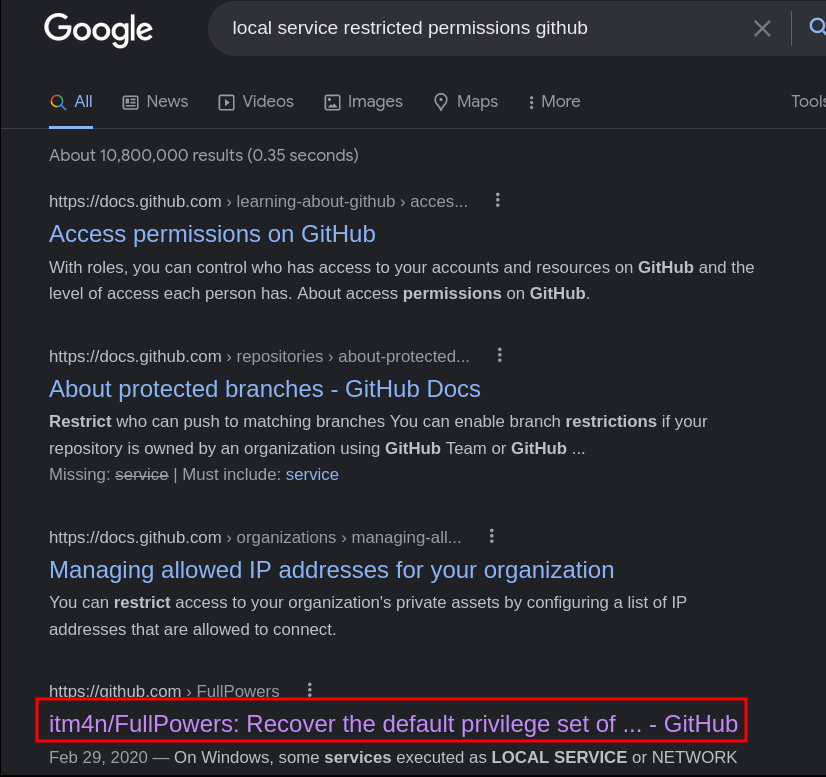 Google
local service restricted permissions github
All News Videos Images Maps More Tools
About 10,800,000 results (0.35 seconds)
https://docs.github.com › learning-about-github › acces...
Access permissions on GitHub
With roles, you can control who has access to your accounts and resources on GitHub and the
level of access each person has. About access permissions on GitHub.
https://docs.github.com › repositories › about-protected...
About protected branches - GitHub Docs
Restrict who can push to matching branches You can enable branch restrictions if your
repository is owned by an organization using GitHub Team or GitHub ...
Missing: service | Must include: service
https://docs.github.com › organizations › managing-all...
Managing allowed IP addresses for your organization
You can restrict access to your organization's private assets by configuring a list of IP
addresses that are allowed to connect.
https://github.com › FullPowers
itm4n/FullPowers: Recover the default privilege set of ... - GitHub
Feb 29, 2020 — On Windows, some services executed as LOCAL SERVICE or NETWORK